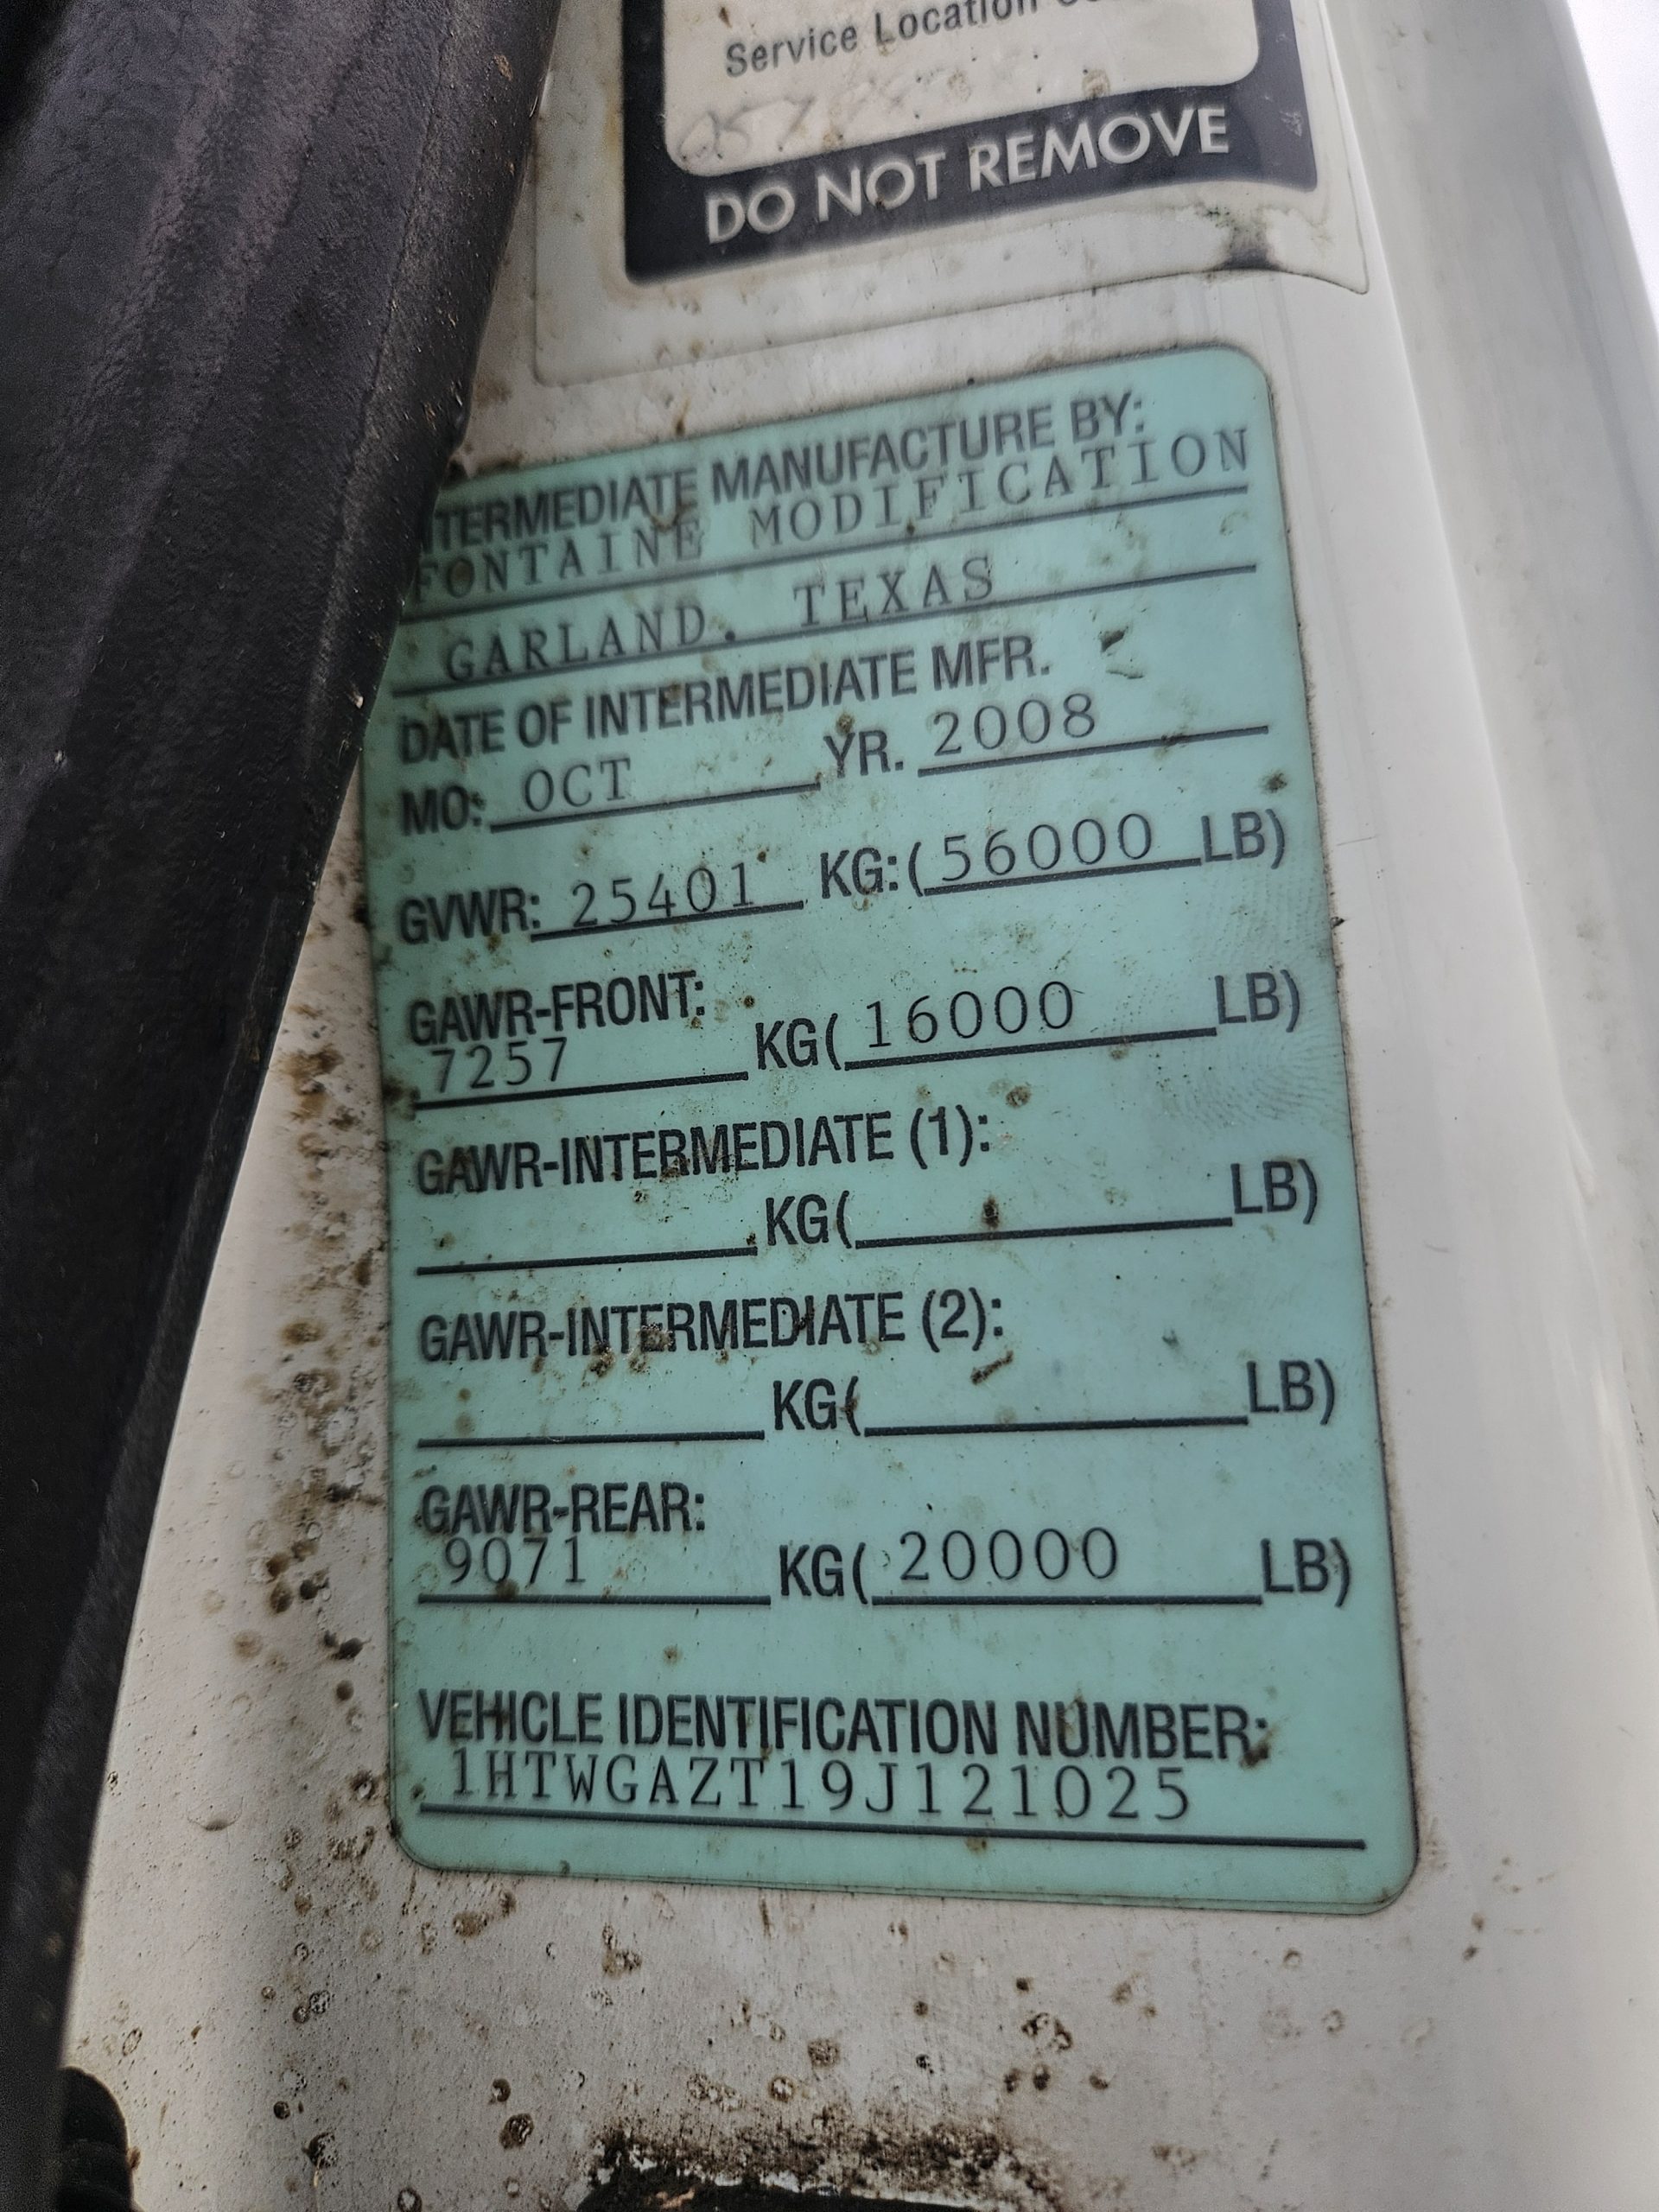 Service Location
DO NOT REMOVE
NTERMEDIATE MANUFACTURE BY:
FONTAINE MODIFICATION
GARLAND, TEXAS
DATE OF INTERMEDIATE MFR.
MO: OCT YR. 2008
GVWR: 25401 KG:(56000 LB)
GAWR-FRONT:
7257 KG( 16000 LB)
GAWR-INTERMEDIATE (1):
KG( LB)
GAWR-INTERMEDIATE (2):
KG( LB)
GAWR-REAR:
9071 KG( 20000 LB)
VEHICLE IDENTIFICATION NUMBER:
1HTWGAZT19J121025